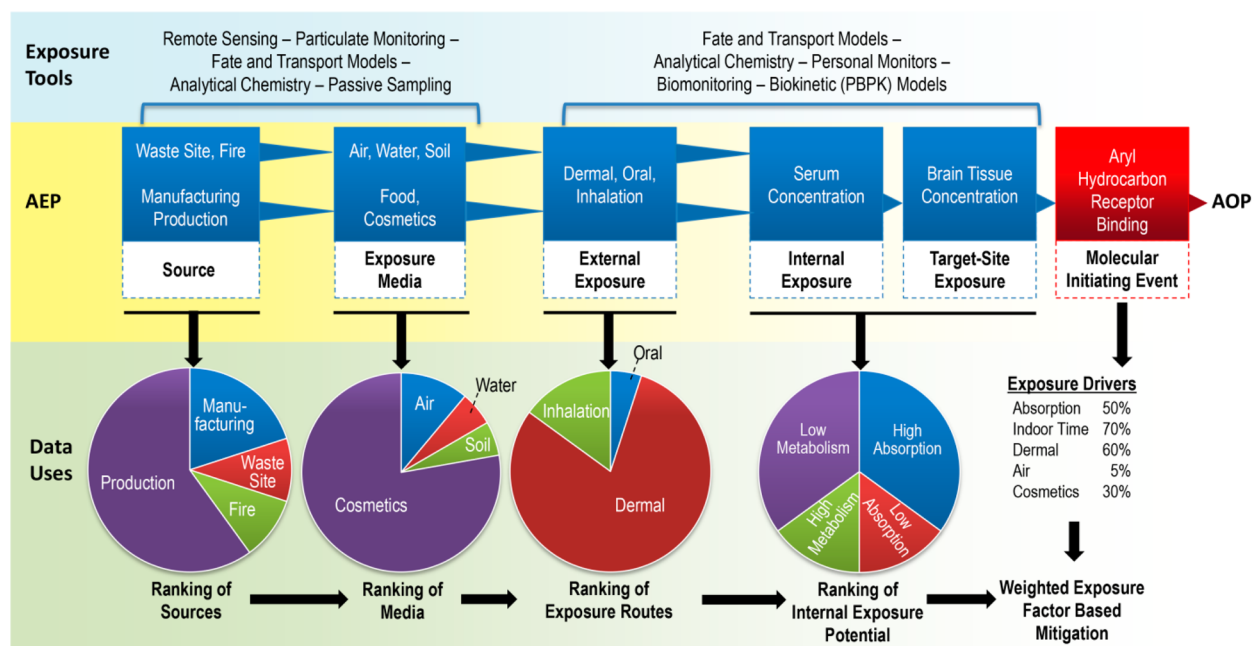 Exposure
Tools
Remote Sensing – Particulate Monitoring –
Fate and Transport Models –
Analytical Chemistry – Passive Sampling
Fate and Transport Models –
Analytical Chemistry – Personal Monitors –
Biomonitoring – Biokinetic (PBPK) Models
AEP
Waste Site, Fire
Manufacturing
Production
Source
Air, Water, Soil
Food,
Cosmetics
Exposure
Media
Dermal, Oral,
Inhalation
External
Exposure
Serum
Concentration
Internal
Exposure
Brain Tissue
Concentration
Target-Site
Exposure
Aryl
Hydrocarbon
Receptor
Binding
Molecular
Initiating Event
AOP
Data
Uses
Manu-
facturing
Waste
Site
Fire
Production
Ranking of
Sources
Air
Water
Soil
Cosmetics
Ranking of
Media
Oral
Inhalation
Dermal
Ranking of
Exposure Routes
Low
Metabolism
High
Absorption
High
Metabolism
Low
Absorption
Ranking of
Internal Exposure
Potential
Exposure Drivers
Absorption 50%
Indoor Time 70%
Dermal 60%
Air 5%
Cosmetics 30%
Weighted Exposure
Factor Based
Mitigation